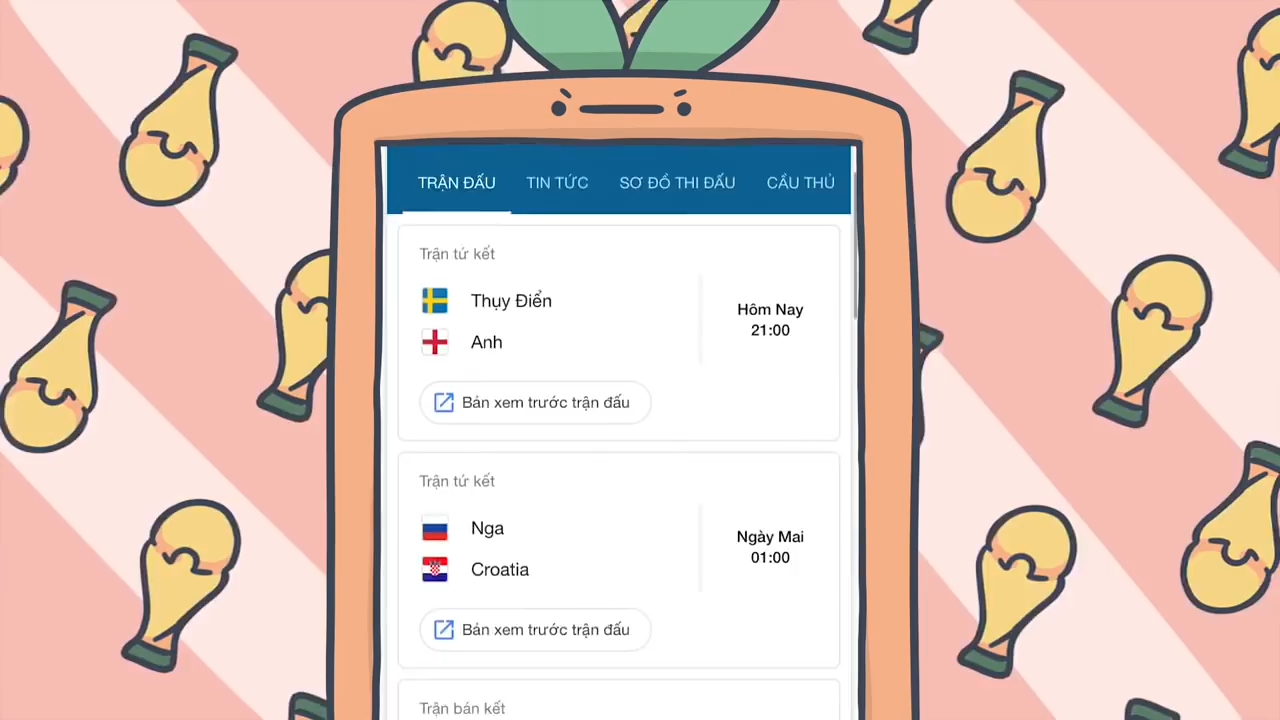 TRẬN ĐẤU TIN TỨC SƠ ĐỒ THI ĐẤU CẦU THỦ
Trận tứ kết
Thụy Điển
Anh
Hôm Nay
21:00
Bản xem trước trận đấu
Trận tứ kết
Nga
Croatia
Ngày Mai
01:00
Bản xem trước trận đấu
Trận bán kết